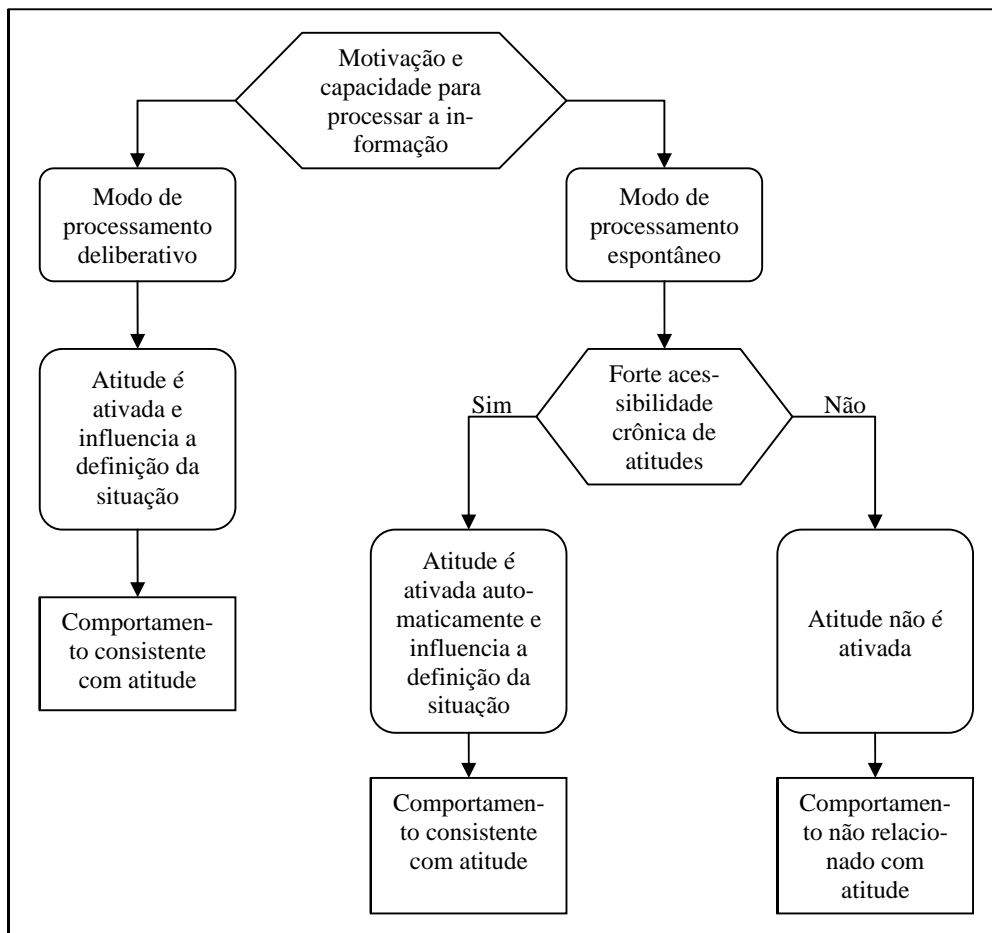 Motivação e
capacidade para
processar a in-
formação
Modo de
processamento
deliberativo
Modo de
processamento
espontâneo
Atitude é
ativada e
influencia a
definição da
situação
Sim
Forte aces-
sibilidade
crônica de
atitudes
Não
Comportamen-
to consistente
com atitude
Atitude é
ativada auto-
maticamente e
influencia a
definição da
situação
Atitude não é
ativada
Comportamen-
to consistente
com atitude
Comportamen-
to não relacio-
nado com
atitude